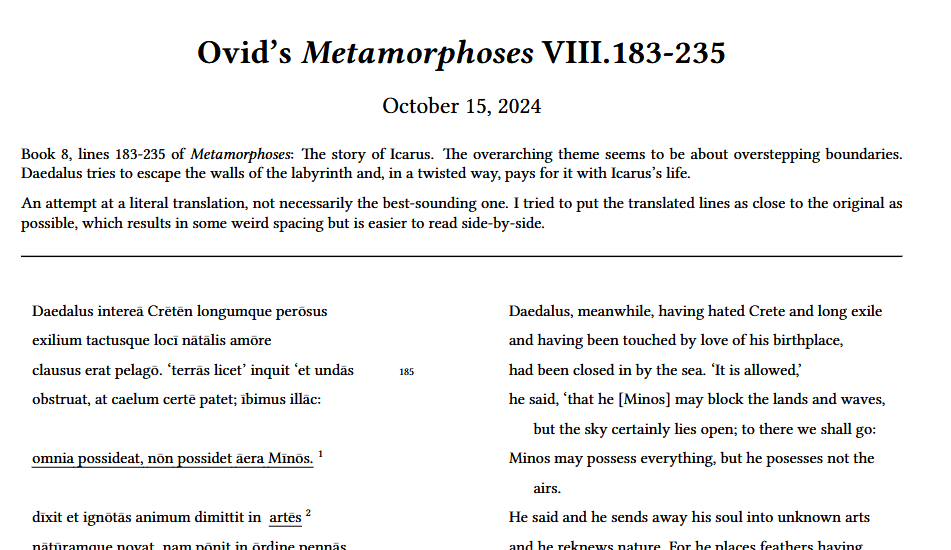 Ovid’s Metamorphoses VIII.183-235
October 15, 2024
Book 8, lines 183-235 of Metamorphoses: The story of Icarus. The overarching theme seems to be about overstepping boundaries.
Daedalus tries to escape the walls of the labyrinth and, in a twisted way, pays for it with Icarus’s life.
An attempt at a literal translation, not necessarily the best-sounding one. I tried to put the translated lines as close to the original as
possible, which results in some weird spacing but is easier to read side-by-side.
Daedalus intereā Crētēn longumque perōsus
exilium tactusque locī nātālis amōre
clausus erat pelagō. ‘terrās licet’ inquit ‘et undās 185
obstruat, at caelum certē patet; ībimus illāc:
omnia possideat, nōn possidet āera Mīnōs. 1
dīxit et ignōtās animum dimittit in artēs 2
nātūramque novat. nam pōnit in ōrdine pennās
Daedalus, meanwhile, having hated Crete and long exile
and having been touched by love of his birthplace,
had been closed in by the sea. ‘It is allowed,’
he said, ‘that he [Minos] may block the lands and waves,
but the sky certainly lies open; to there we shall go:
Minos may possess everything, but he posesses not the
airs.
He said and he sends away his soul into unknown arts
and he reknews nature. For he places feathers having